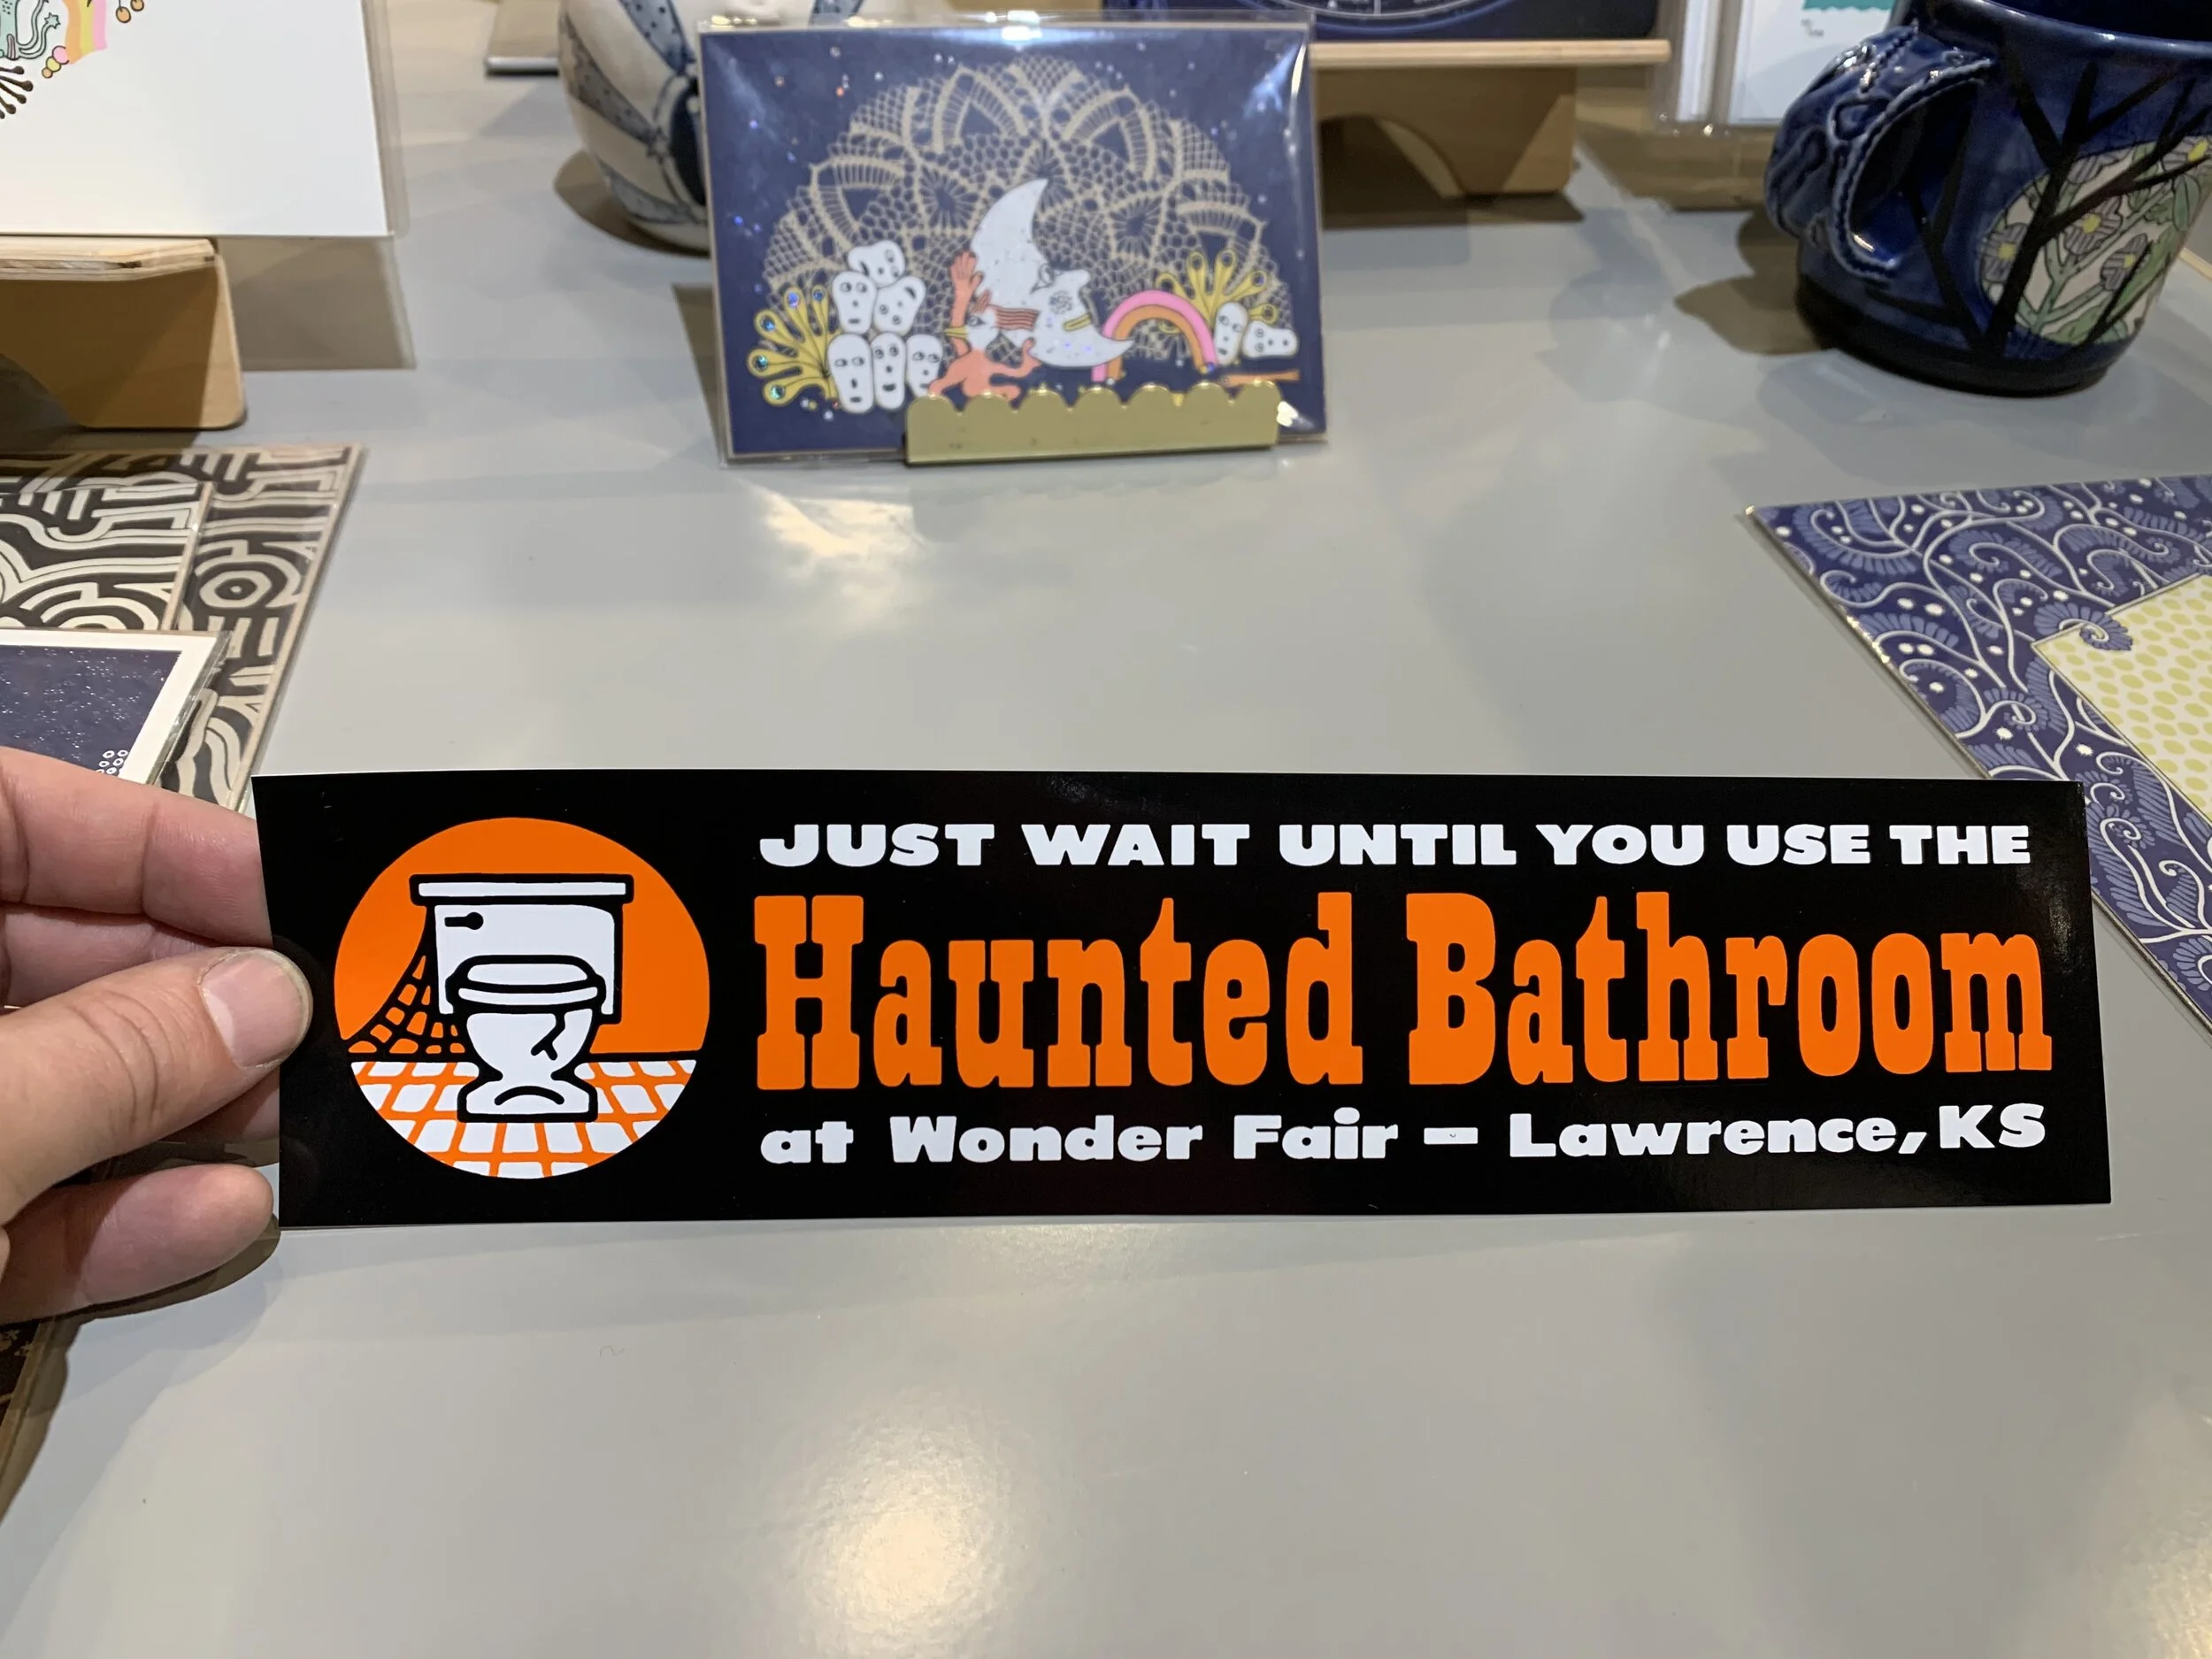 JUST WAIT UNTIL YOU USE THE
Haunted Bathroom
at Wonder Fair – Lawrence, KS